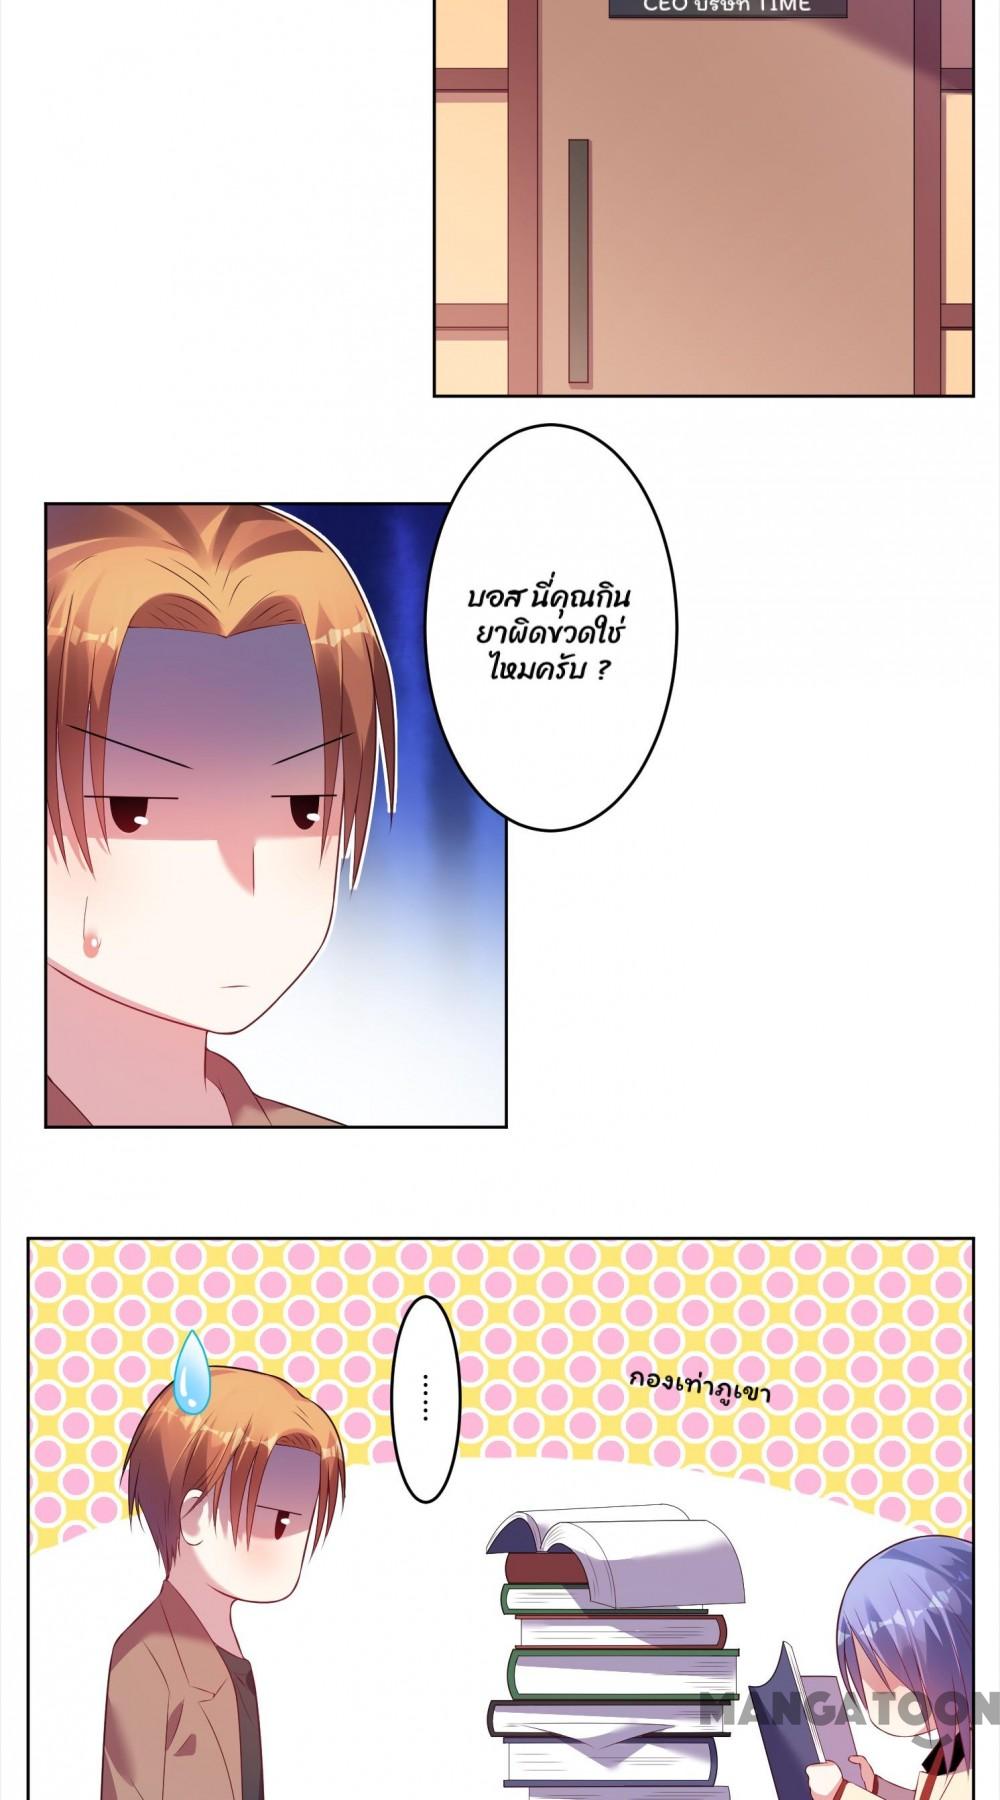 CEO บริษัท TIME
บอส นี่คุณกิน
ยาผิดขวดใช่
ไหมครับ ?
......
กองเท่าภูเขา
MANGATOON